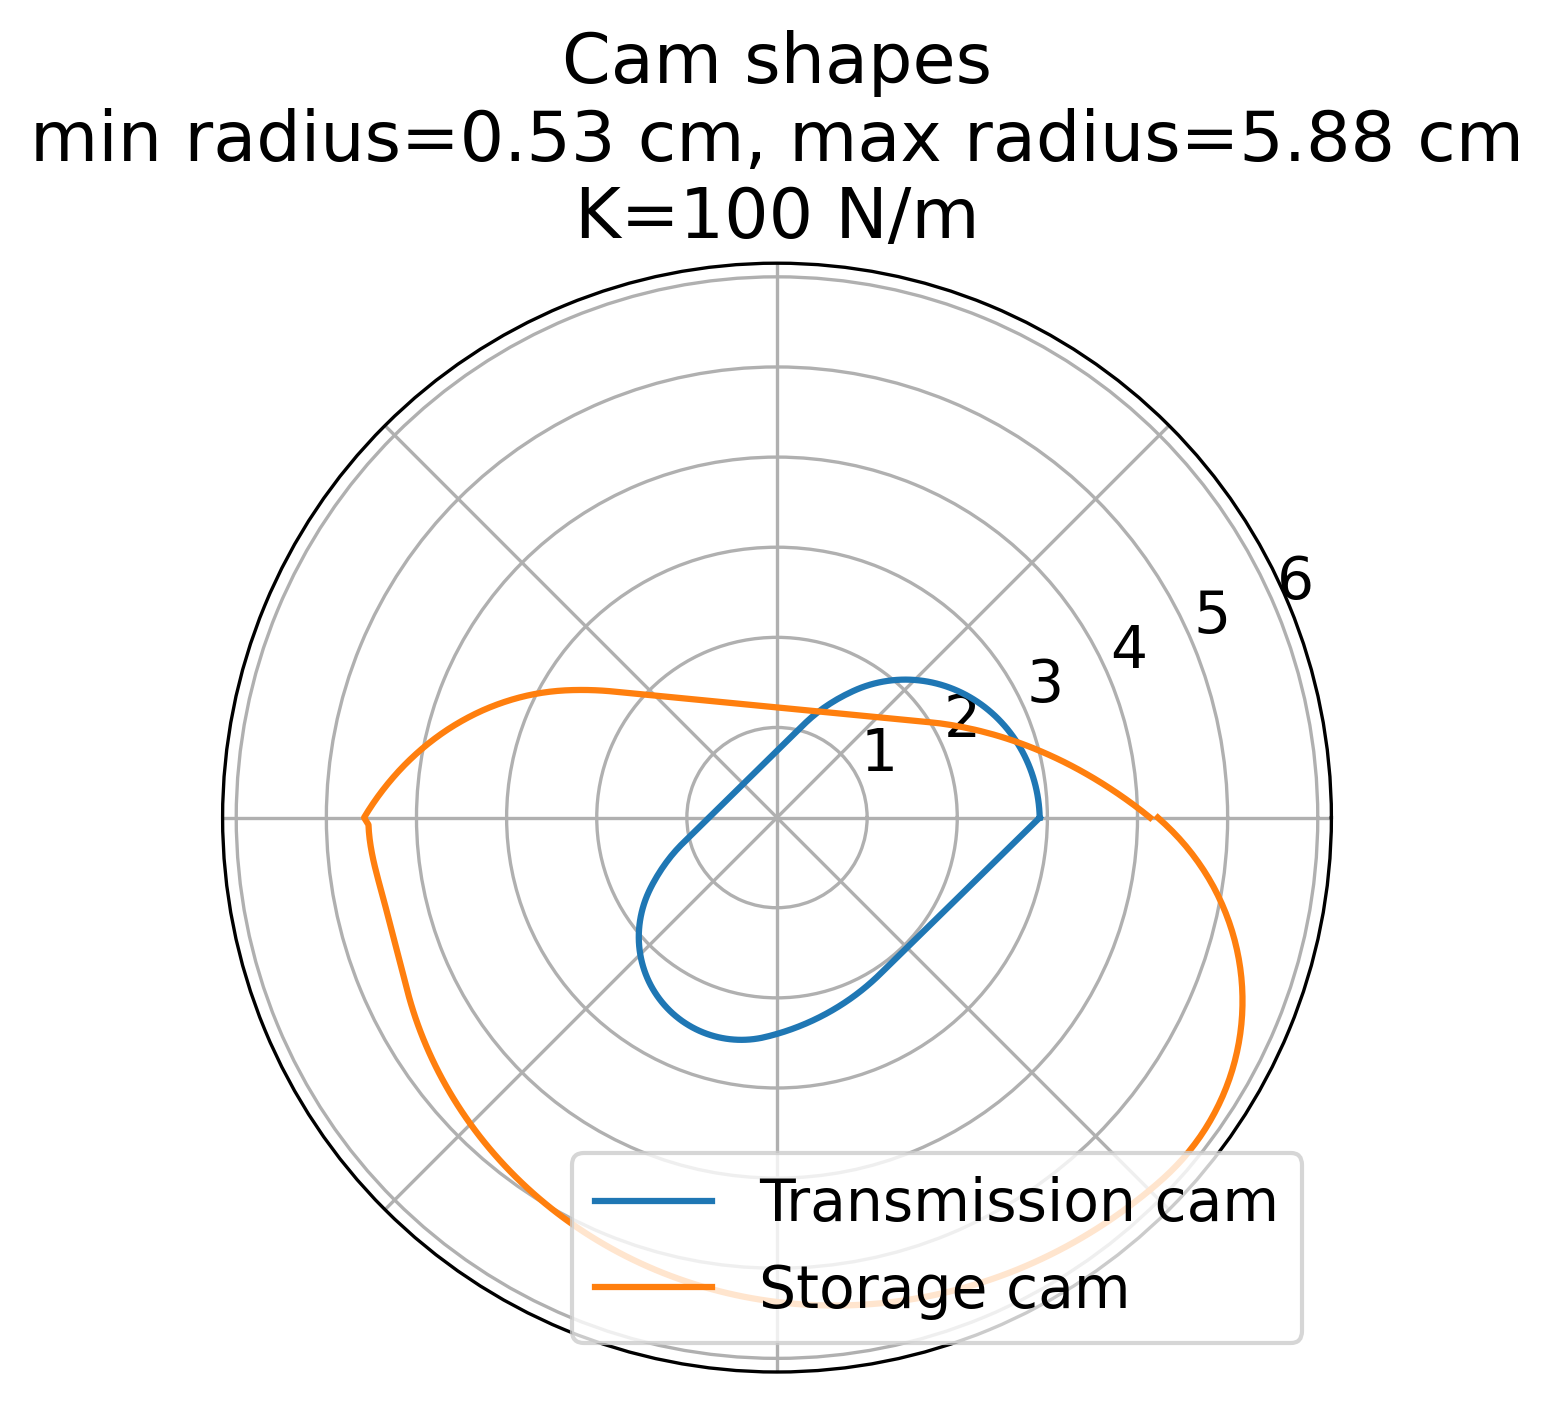 Cam shapes
min radius=0.53 cm, max radius=5.88 cm
K=100 N/m
6
5
4
3
2
1
Transmission cam
Storage cam